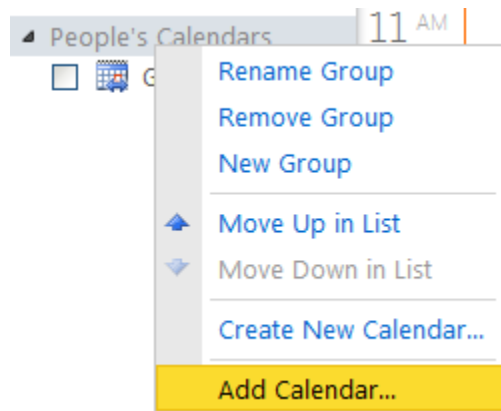 People's Calendars
11 AM
G
Rename Group
Remove Group
New Group
Move Up in List
Move Down in List
Create New Calendar...
Add Calendar...